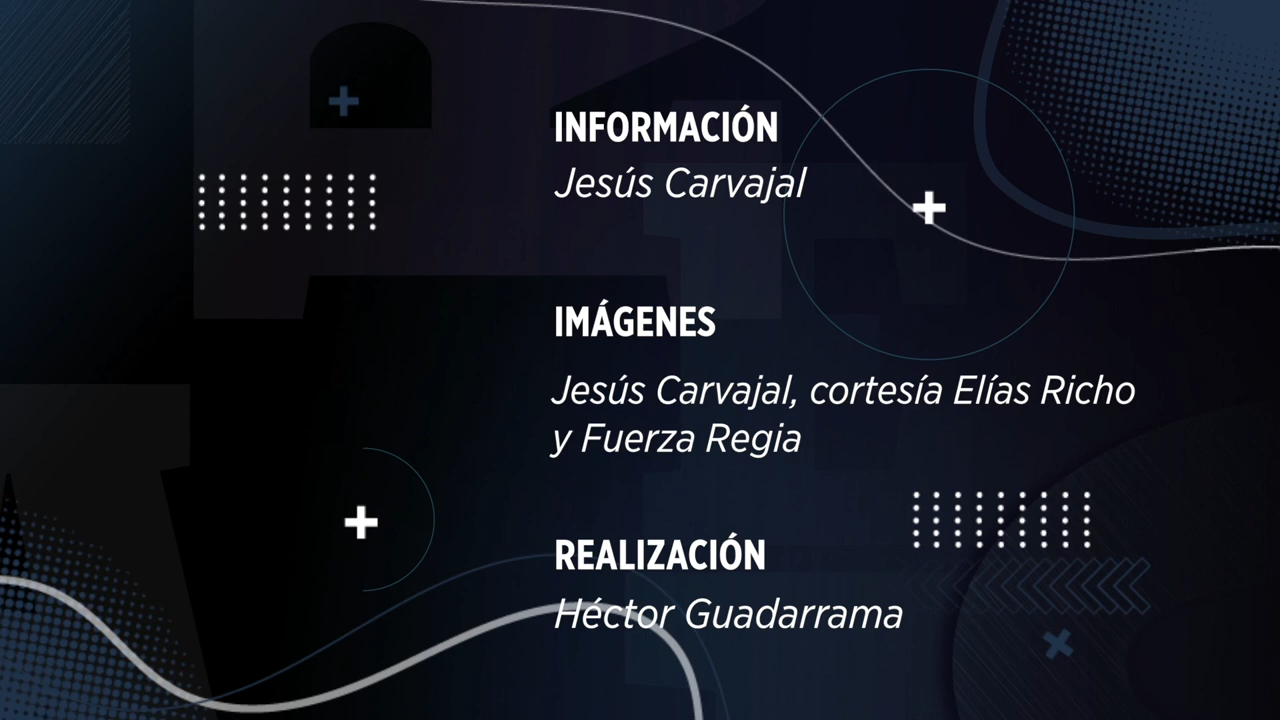 INFORMACIÓN
Jesús Carvajal
IMÁGENES
Jesús Carvajal, cortesía Elías Richo
y Fuerza Regia
REALIZACIÓN
Héctor Guadarrama